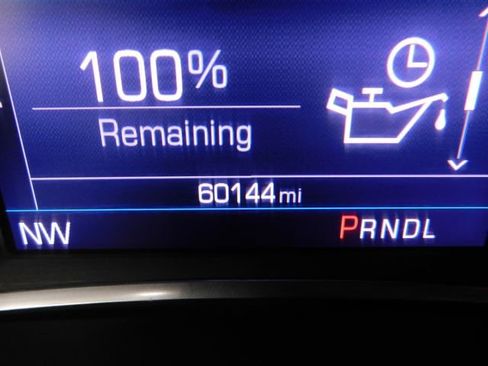 100%
Remaining
60144 mi
NW PRNDL